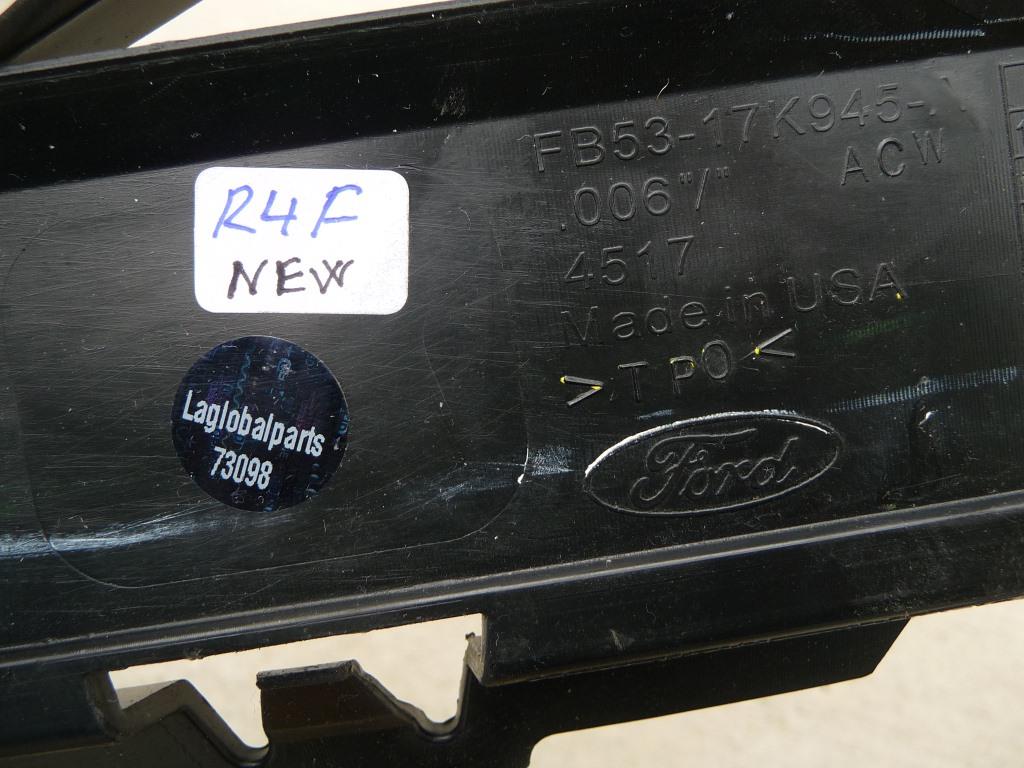 R4F
NEW
Laglobalparts
73098
FB53-17K945-
ACW
.006"/"
4517
Made in USA
>TPO<
Ford